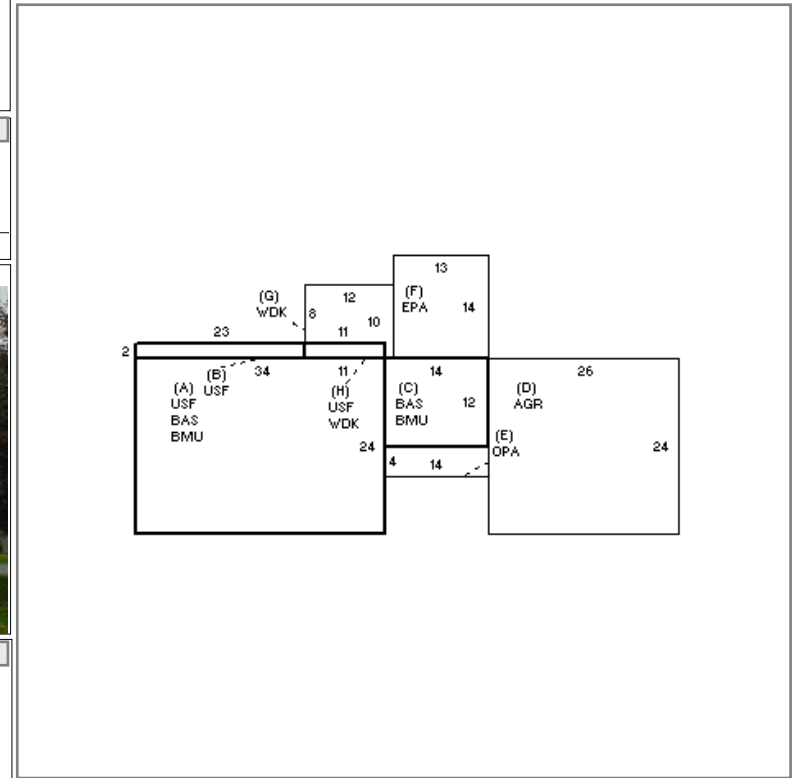 13
(F)
EPA
14
(G)
WDK
12
8
10
23
11
2
(B)
USF
34
11
(A)
USF
BAS
BMU
(H)
USF
WDK
24
14
(C)
BAS
BMU
12
26
(D)
AGR
24
(E)
OPA
4
14